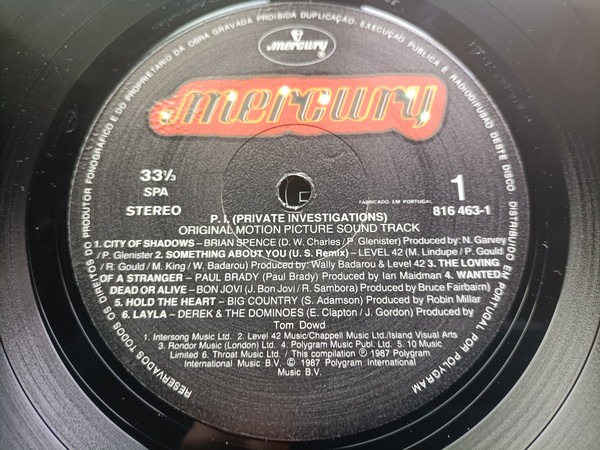 RESERVADOS TODOS OS DIREITOS DO PRODUTOR FONOGRÁFICO E DO PROPRIETÁRIO DA OBRA GRAVADA PROIBIDA DUPLICAÇÃO, EXECUÇÃO PUBLICA E RADIODIFUSÃO DESTE DISCO DISTRIBUIDO EM PORTUGAL POR POLYGRAM
mercury
mercury
33⅓
SPA
STEREO
FABRICADO EM PORTUGAL
1
816 463-1
P. I. (PRIVATE INVESTIGATIONS)
ORIGINAL MOTION PICTURE SOUND TRACK
1. CITY OF SHADOWS – BRIAN SPENCE (D. W. Charles / P. Glenister) Produced by: N. Garvey
/ P. Glenister 2. SOMETHING ABOUT YOU (U. S. Remix) – LEVEL 42 (M. Lindupe / P. Gould
/ R. Gould / M. King / W. Badarou) Produced by: Wally Badarou & Level 42 3. THE LOVING
OF A STRANGER – PAUL BRADY (Paul Brady) Produced by Ian Maidman 4. WANTED
DEAD OR ALIVE – BON JOVI (J. Bon Jovi / R. Sambora) Produced by Bruce Fairbairn)
5. HOLD THE HEART – BIG COUNTRY (S. Adamson) Produced by Robin Millar
6. LAYLA – DEREK & THE DOMINOES (E. Clapton / J. Gordon) Produced by
Tom Dowd
1. Intersong Music Ltd. 2. Level 42 Music/Chappell Music Ltd./Island Visual Arts
3. Rondor Music (London) Ltd. 4. Polygram Music Publ. Ltd. 5. 10 Music
Limited 6. Throat Music Ltd. / This compilation ℗ 1987 Polygram
International Music B.V. © 1987 Polygram International
Music B.V.